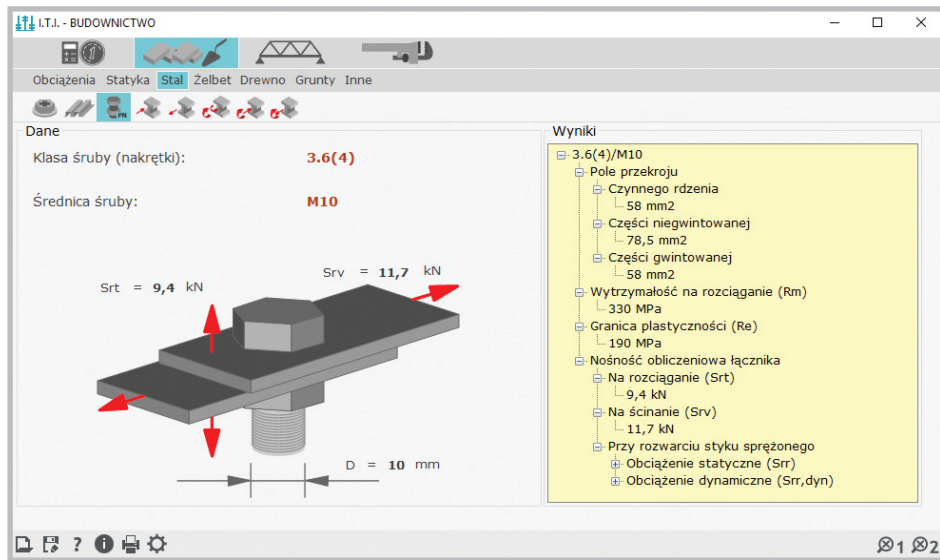 I.T.I. - BUDOWNICTWO
Obciążenia Statyka Stal Żelbet Drewno Grunty Inne
PN
Dane
Klasa śruby (nakrętki): 3.6(4)
Średnica śruby: M10
Srt = 9,4 kN
Srv = 11,7 kN
D = 10 mm
Wyniki
3.6(4)/M10
Pole przekroju
Czynnego rdzenia
58 mm2
Części niegwintowanej
78,5 mm2
Części gwintowanej
58 mm2
Wytrzymałość na rozciąganie (Rm)
330 MPa
Granica plastyczności (Re)
190 MPa
Nośność obliczeniowa łącznika
Na rozciąganie (Srt)
9,4 kN
Na ścinanie (Srv)
11,7 kN
Przy rozwarciu styku sprężonego
Obciążenie statyczne (Srr)
Obciążenie dynamiczne (Srr,dyn)
? 1 2